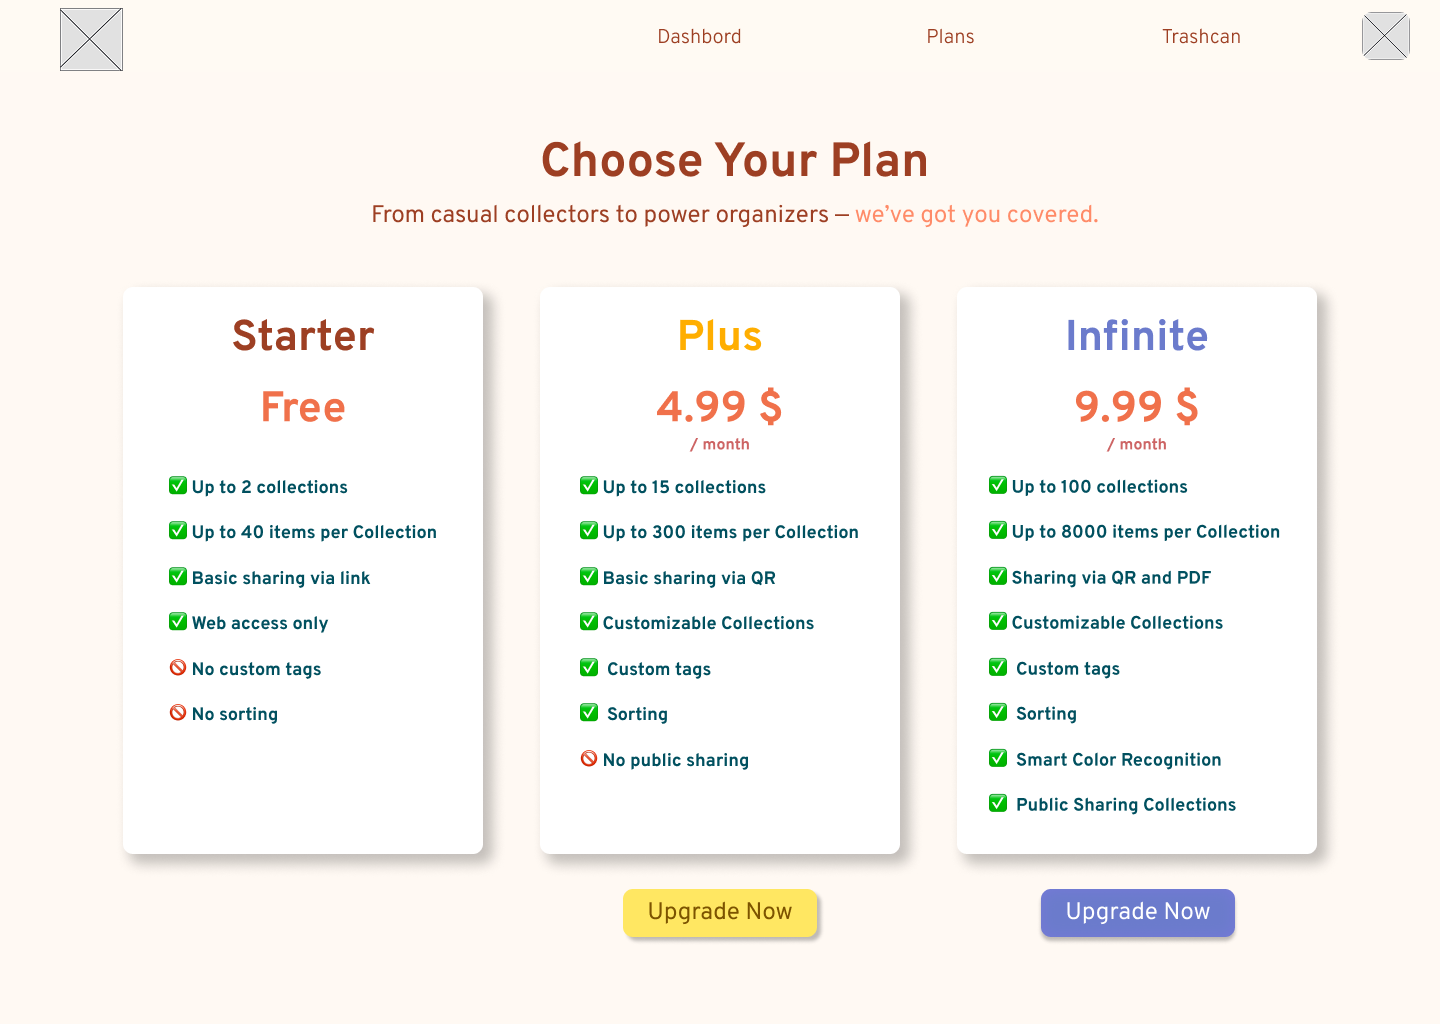 Dashbord
Plans
Trashcan
Choose Your Plan
From casual collectors to power organizers – we've got you covered.
Starter
Free
✅ Up to 2 collections
✅ Up to 40 items per Collection
✅ Basic sharing via link
✅ Web access only
🚫 No custom tags
🚫 No sorting
Plus
4.99 $
/ month
✅ Up to 15 collections
✅ Up to 300 items per Collection
✅ Basic sharing via QR
✅ Customizable Collections
✅ Custom tags
✅ Sorting
🚫 No public sharing
Upgrade Now
Infinite
9.99 $
/ month
✅ Up to 100 collections
✅ Up to 8000 items per Collection
✅ Sharing via QR and PDF
✅ Customizable Collections
✅ Custom tags
✅ Sorting
✅ Smart Color Recognition
✅ Public Sharing Collections
Upgrade Now